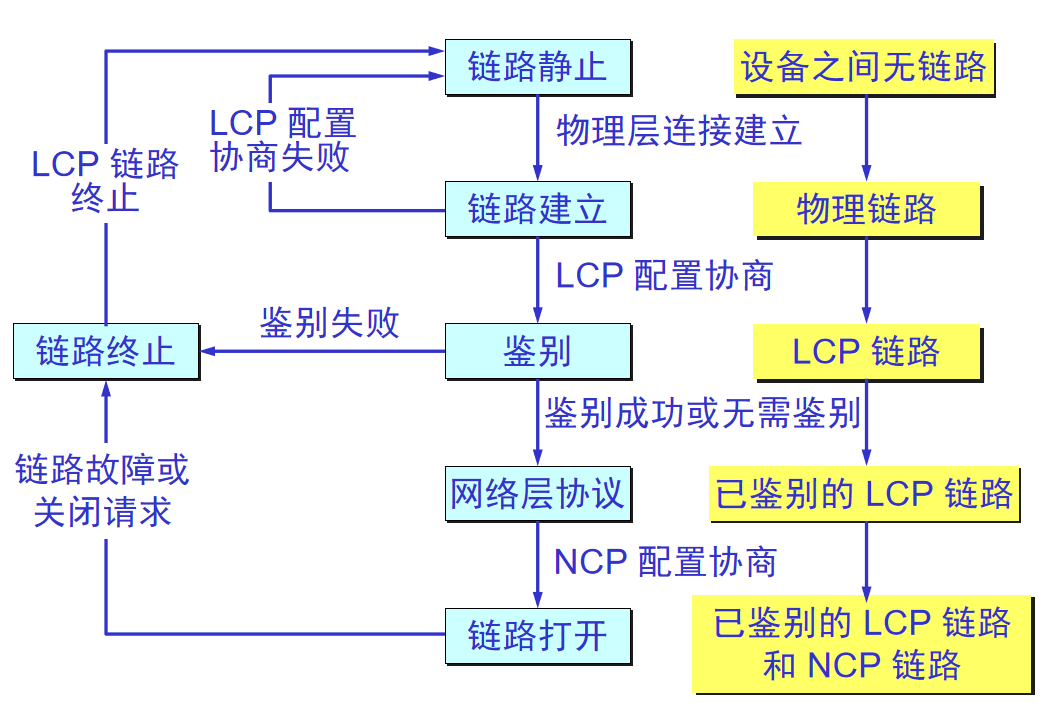 链路静止
设备之间无链路
LCP 配置
协商失败
物理层连接建立
LCP 链路
终止
链路建立
物理链路
LCP 配置协商
鉴别失败
链路终止
鉴别
LCP 链路
鉴别成功或无需鉴别
链路故障或
关闭请求
网络层协议
已鉴别的 LCP 链路
NCP 配置协商
链路打开
已鉴别的 LCP 链路
和 NCP 链路